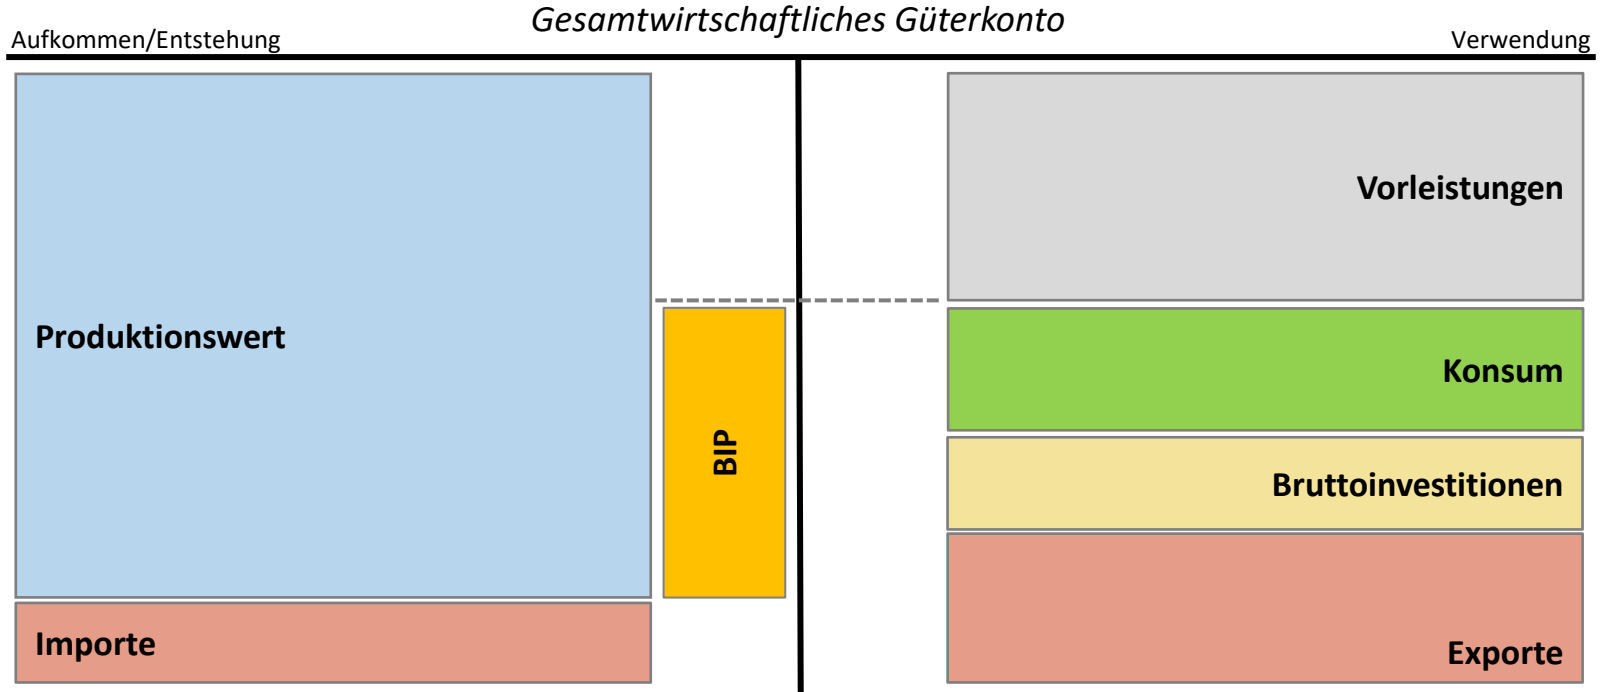 Gesamtwirtschaftliches Güterkonto
Aufkommen/Entstehung
Verwendung
Produktionswert
Importe
BIP
Vorleistungen
Konsum
Bruttoinvestitionen
Exporte